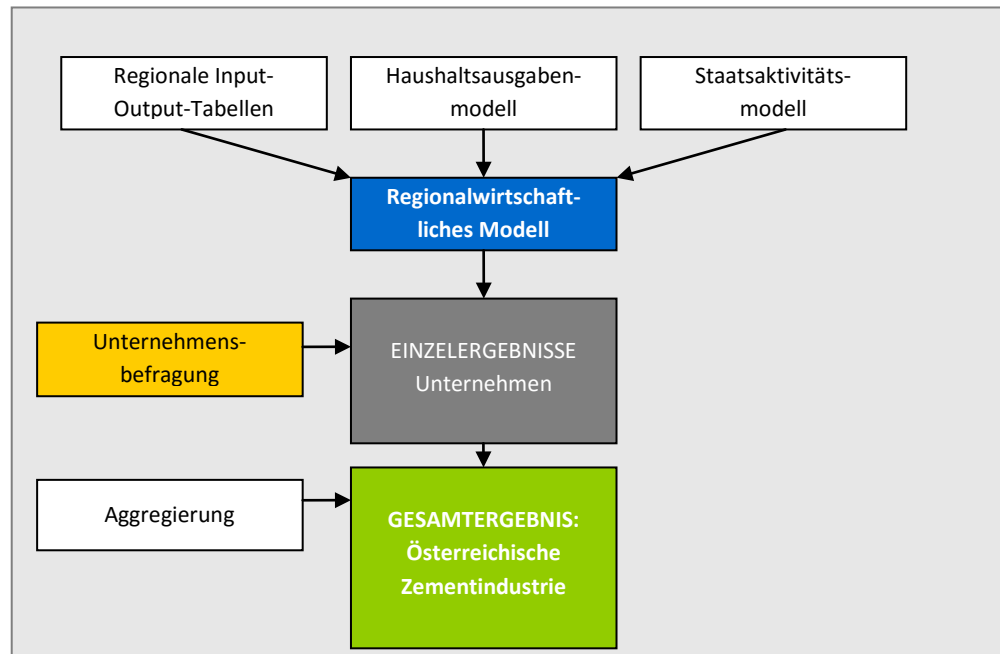 Regionale Input-
Output-Tabellen
Haushaltsausgaben-
modell
Staatsaktivitäts-
modell
Regionalwirtschaft-
liches Modell
Unternehmens-
befragung
EINZELERGEBNISSE
Unternehmen
Aggregierung
GESAMTERGEBNIS:
Österreichische
Zementindustrie